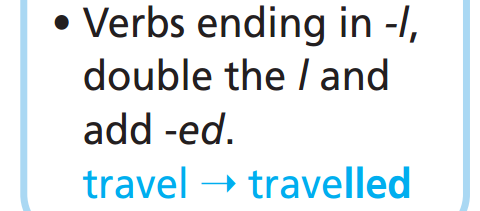 • Verbs ending in -l,
double the l and
add -ed.
travel → travelled